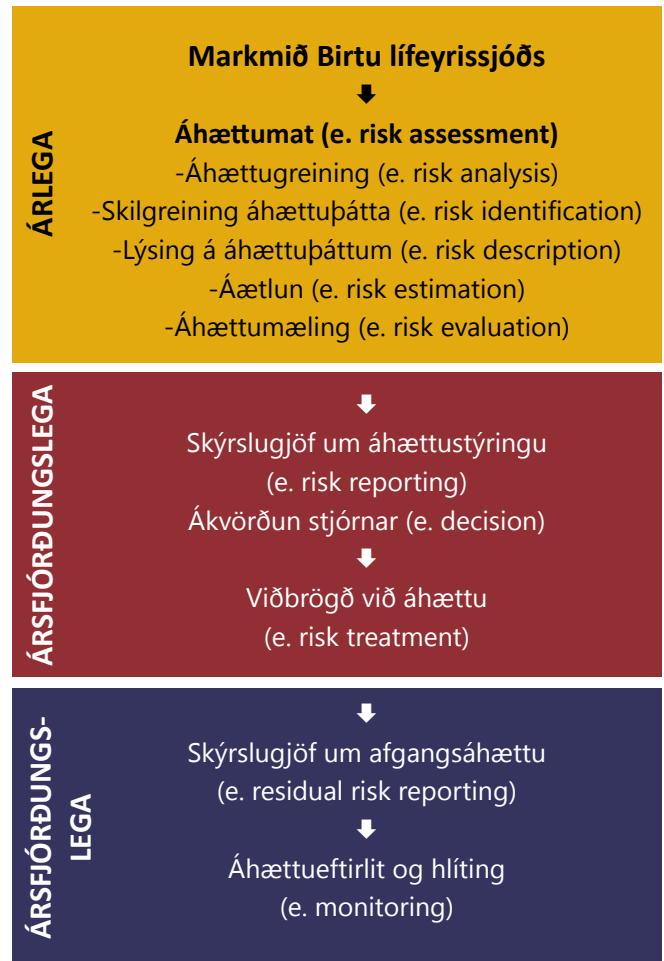 ÁRLEGA
Markmið Birtu lífeyrissjóðs
Áhættumat (e. risk assessment)
-Áhættugreining (e. risk analysis)
-Skilgreining áhættuþátta (e. risk identification)
-Lýsing á áhættuþáttum (e. risk description)
-Áætlun (e. risk estimation)
-Áhættumæling (e. risk evaluation)
ÁRSFJÓRÐUNGSLEGA
Skýrslugjöf um áhættustýringu
(e. risk reporting)
Ákvörðun stjórnar (e. decision)
Viðbrögð við áhættu
(e. risk treatment)
ÁRSFJÓRÐUNGS-
LEGA
Skýrslugjöf um afgangsáhættu
(e. residual risk reporting)
Áhættueftirlit og hlíting
(e. monitoring)